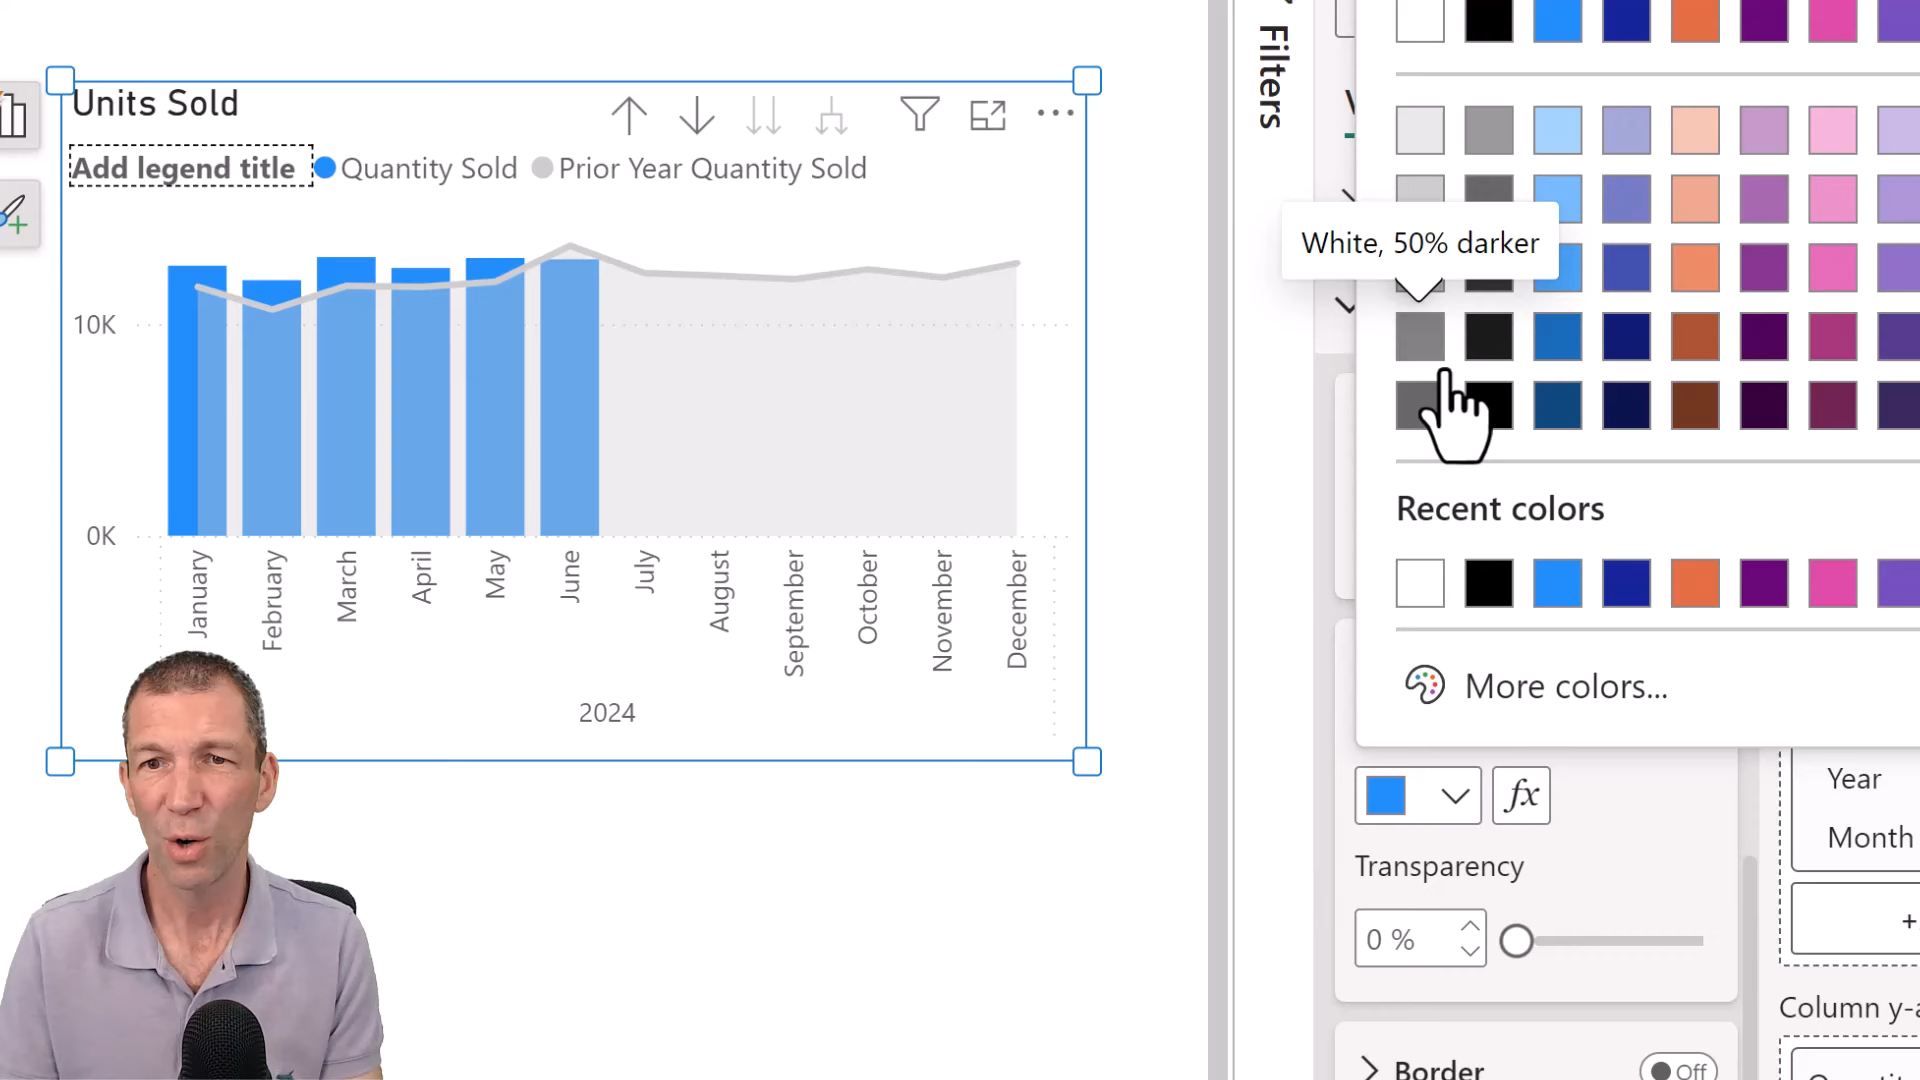 Units Sold
Add legend title Quantity Sold Prior Year Quantity Sold
10K
0K
January
February
March
April
May
June
July
August
September
October
November
December
2024
Filters
White, 50% darker
Recent colors
More colors...
fx
Transparency
0 %
Border
Off
Year
Month
+
Column y-a